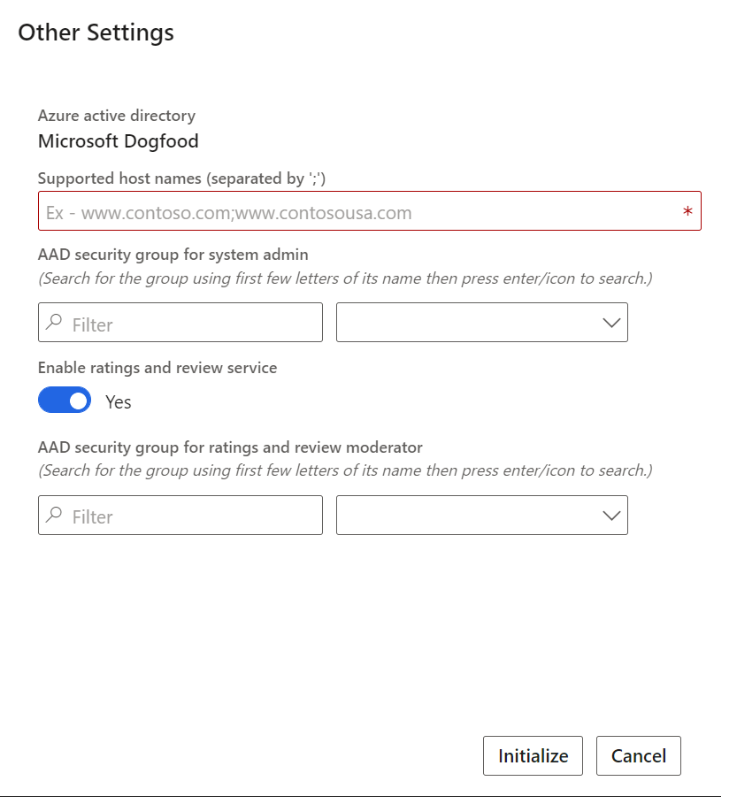 Other Settings
Azure active directory
Microsoft Dogfood
Supported host names (separated by ';')
Ex - www.contoso.com;www.contosousa.com *
AAD security group for system admin
(Search for the group using first few letters of its name then press enter/icon to search.)
Filter
Enable ratings and review service
Yes
AAD security group for ratings and review moderator
(Search for the group using first few letters of its name then press enter/icon to search.)
Filter
Initialize Cancel